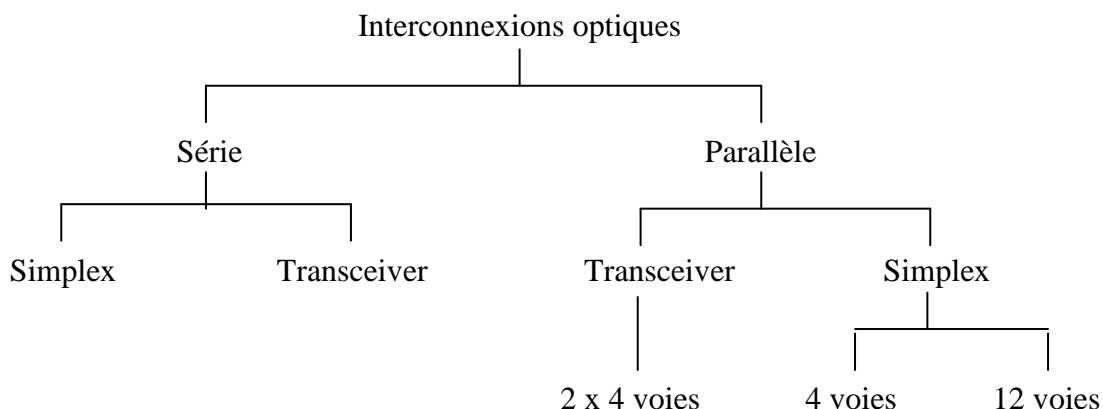 Interconnexions optiques
Série
Parallèle
Simplex
Transceiver
Transceiver
Simplex
2 x 4 voies
4 voies
12 voies